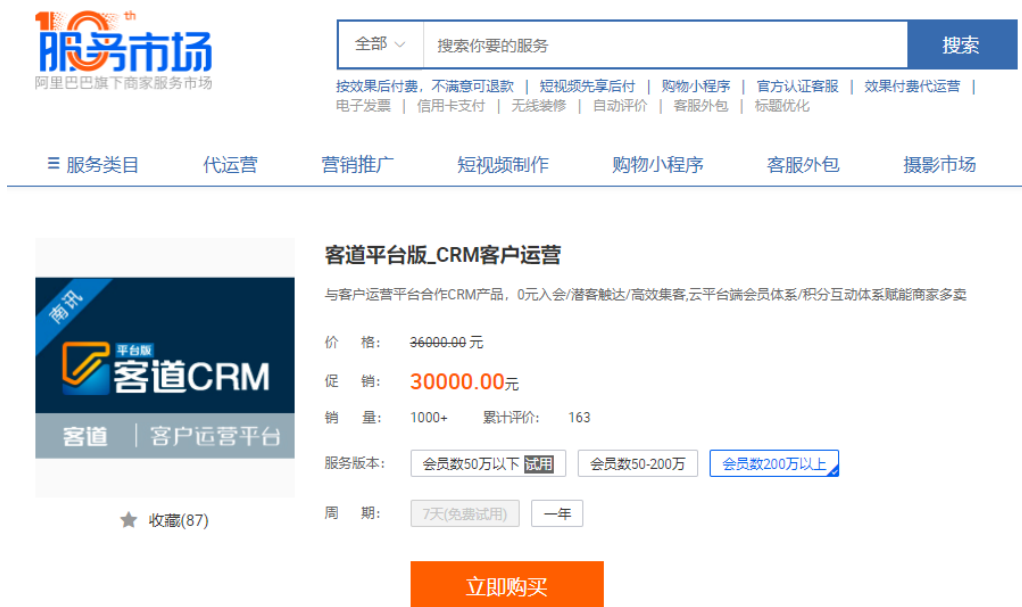 10th
服务市场
阿里巴巴旗下商家服务市场
全部 搜索你要的服务 搜索
按效果后付费，不满意可退款 | 短视频先享后付 | 购物小程序 | 官方认证客服 | 效果付费代运营 |
电子发票 | 信用卡支付 | 无线装修 | 自动评价 | 客服外包 | 标题优化
服务类目 代运营 营销推广 短视频制作 购物小程序 客服外包 摄影市场
客道平台版_CRM客户运营
与客户运营平台合作CRM产品，0元入会/潜客触达/高效集客,云平台端会员体系/积分互动体系赋能商家多卖
南讯
平台版
客道CRM
客道 | 客户运营平台
价 格: 36000.00 元
促 销: 30000.00元
销 量: 1000+ 累计评价: 163
服务版本: 会员数50万以下 试用 会员数50-200万 会员数200万以上
周 期: 7天(免费试用) 一年
收藏(87)
立即购买